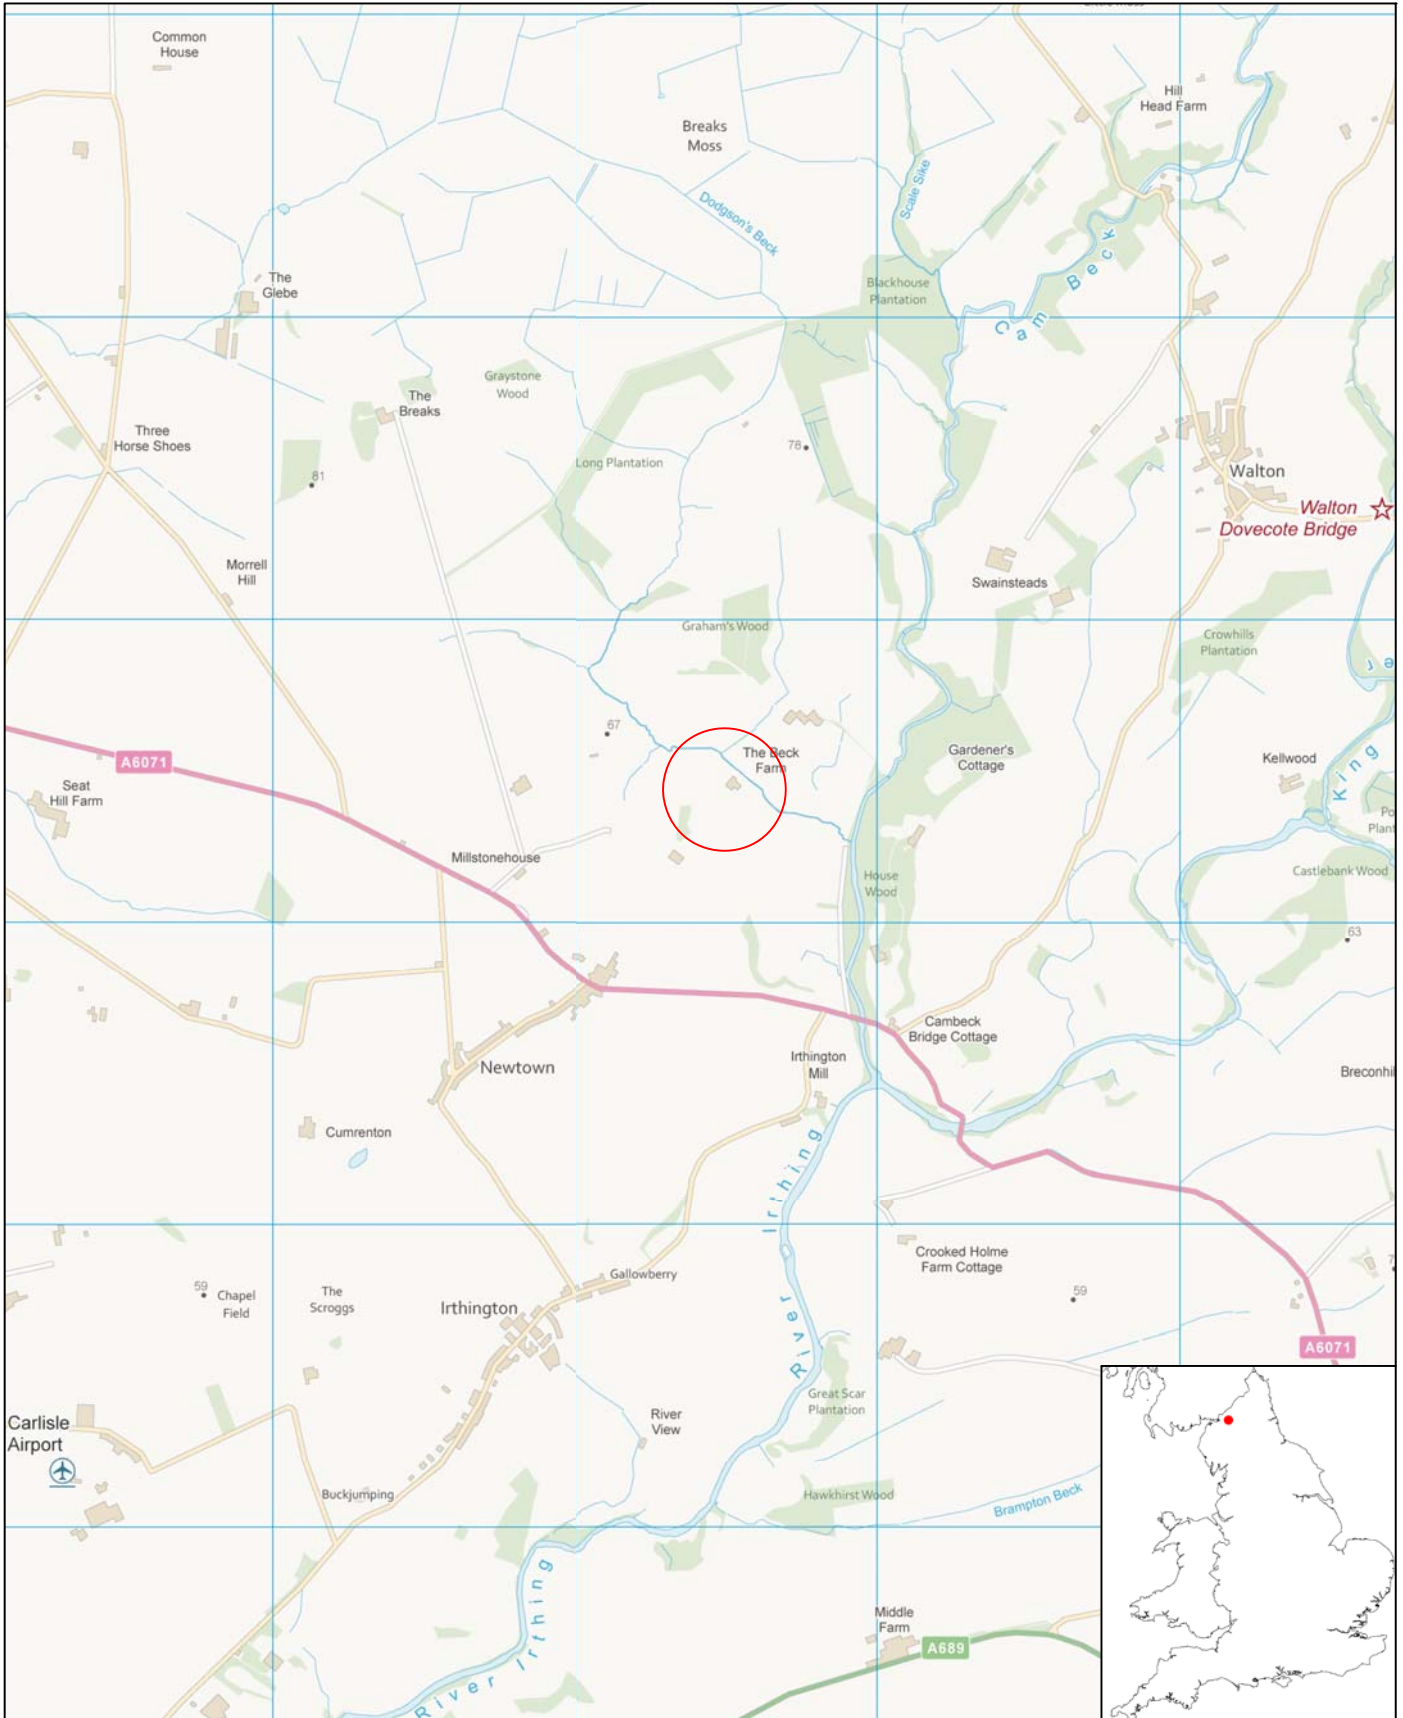 Common
House
Hill
Head Farm
Breaks
Moss
Scale Sike
Dodgson's Beck
Cam Beck
The
Glebe
Blackhouse
Plantation
Graystone
Wood
The
Breaks
Three
Horse Shoes
78
Long Plantation
81
Walton
Walton
Dovecote Bridge
Morrell
Hill
Swainsteads
Graham's Wood
Crowhills
Plantation
67
The Beck
Farm
Gardener's
Cottage
Kellwood
King
A6071
Seat
Hill Farm
Po
Plant
Millstonehouse
House
Wood
Castlebank Wood
63
Cambeck
Bridge Cottage
Irthington
Mill
Newtown
Breconhil
Cumrenton
River Irthing
Crooked Holme
Farm Cottage
Gallowberry
59
Chapel
Field
The
Scroggs
59
Irthington
A6071
Great Scar
Plantation
Carlisle
Airport
River
View
Buckjumping
Hawkhirst Wood
Brampton Beck
River Irthing
Middle
Farm
A689